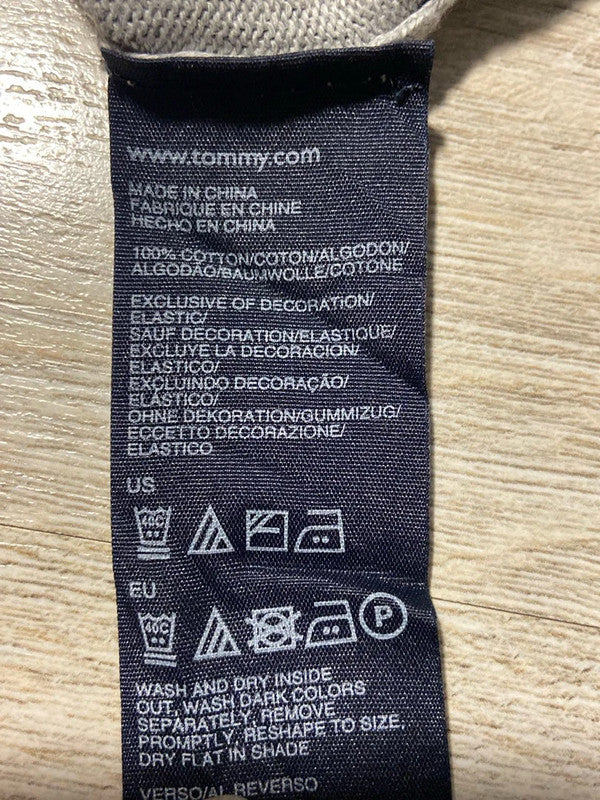 www.tommy.com
MADE IN CHINA
FABRIQUE EN CHINE
HECHO EN CHINA
100% COTTON/COTON/ALGODON/
ALGODÃO/BAUMWOLLE/COTONE
EXCLUSIVE OF DECORATION/
ELASTIC/
SAUF DECORATION/ELASTIQUE/
EXCLUYE LA DECORACION/
ELASTICO/
EXCLUINDO DECORAÇÃO/
ELASTICO/
OHNE DEKORATION/GUMMIZUG/
ECCETTO DECORAZIONE/
ELASTICO
US
40C
EU
40C
P
WASH AND DRY INSIDE
OUT, WASH DARK COLORS
SEPARATELY, REMOVE
PROMPTLY, RESHAPE TO SIZE,
DRY FLAT IN SHADE
VERSO/AL REVERSO